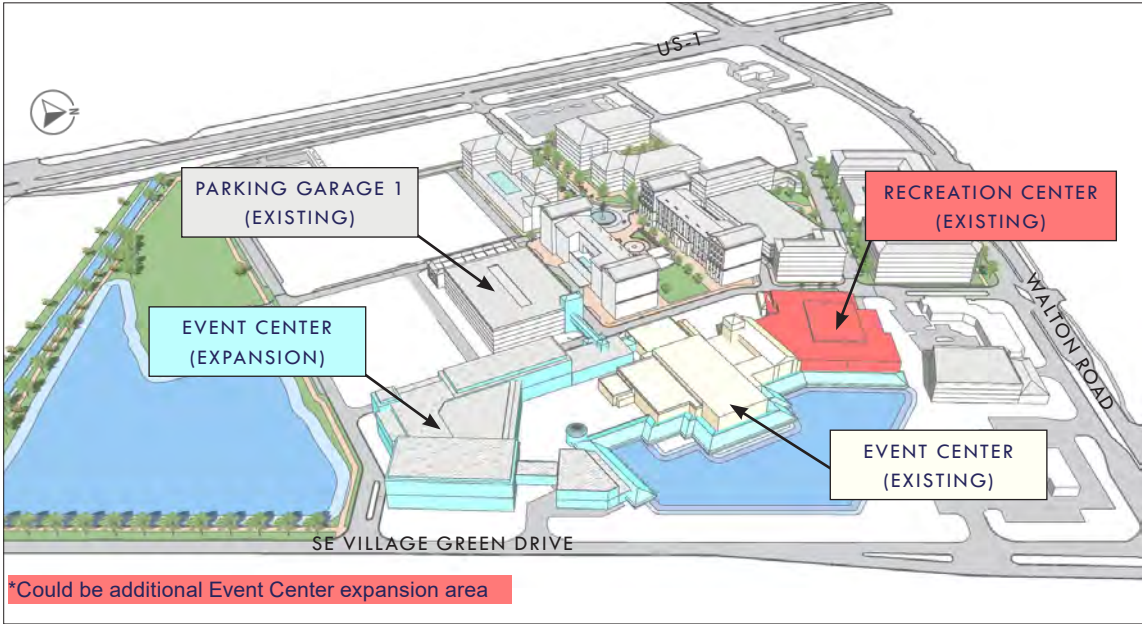 US-1
N
PARKING GARAGE 1
(EXISTING)
RECREATION CENTER
(EXISTING)
EVENT CENTER
(EXPANSION)
WALTON ROAD
EVENT CENTER
(EXISTING)
SE VILLAGE GREEN DRIVE
*Could be additional Event Center expansion area